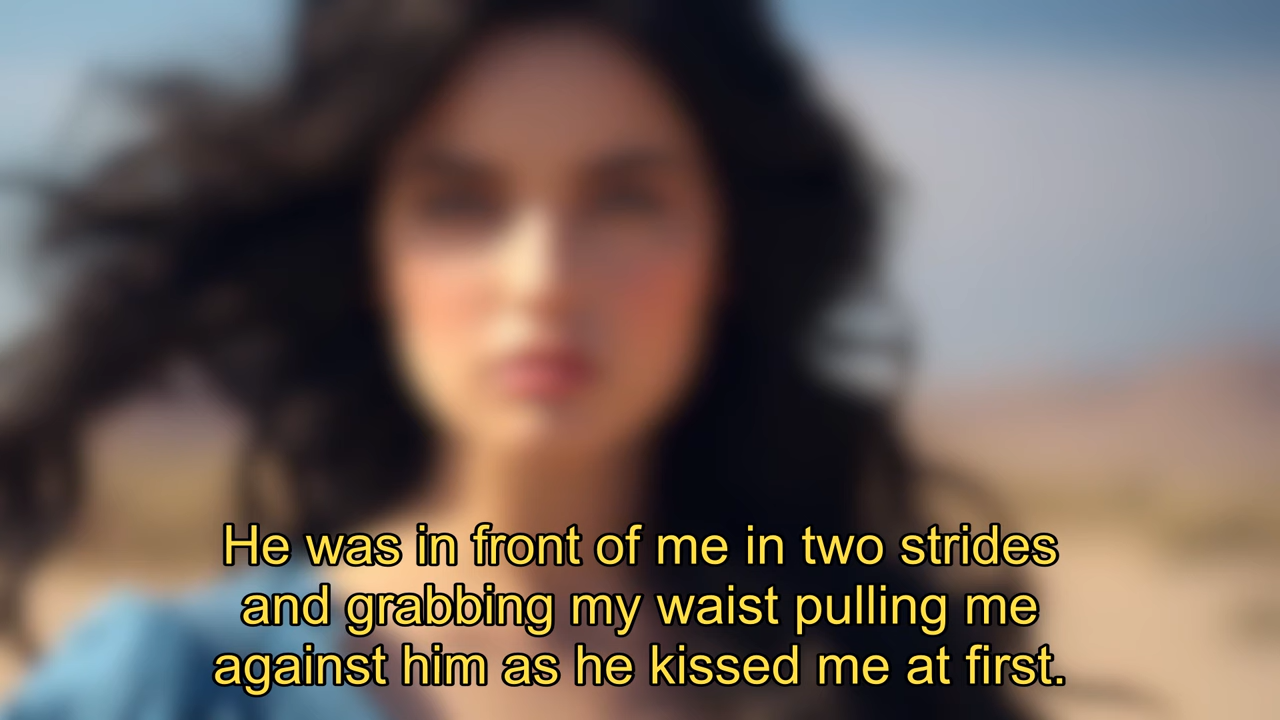 He was in front of me in two strides
and grabbing my waist pulling me
against him as he kissed me at first.